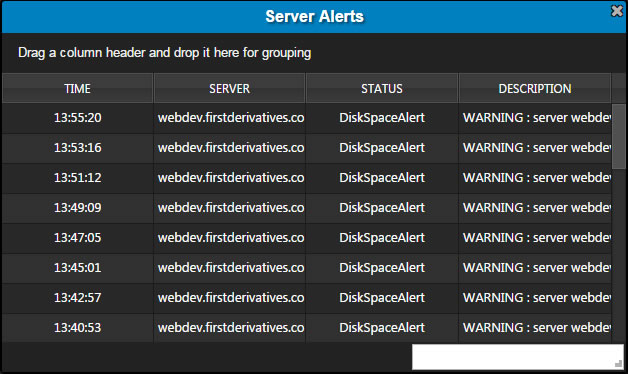 Server Alerts
Drag a column header and drop it here for grouping
TIME SERVER STATUS DESCRIPTION
13:55:20 webdev.firstderivatives.co DiskSpaceAlert WARNING : server webdev
13:53:16 webdev.firstderivatives.co DiskSpaceAlert WARNING : server webdev
13:51:12 webdev.firstderivatives.co DiskSpaceAlert WARNING : server webdev
13:49:09 webdev.firstderivatives.co DiskSpaceAlert WARNING : server webdev
13:47:05 webdev.firstderivatives.co DiskSpaceAlert WARNING : server webdev
13:45:01 webdev.firstderivatives.co DiskSpaceAlert WARNING : server webdev
13:42:57 webdev.firstderivatives.co DiskSpaceAlert WARNING : server webdev
13:40:53 webdev.firstderivatives.co DiskSpaceAlert WARNING : server webdev